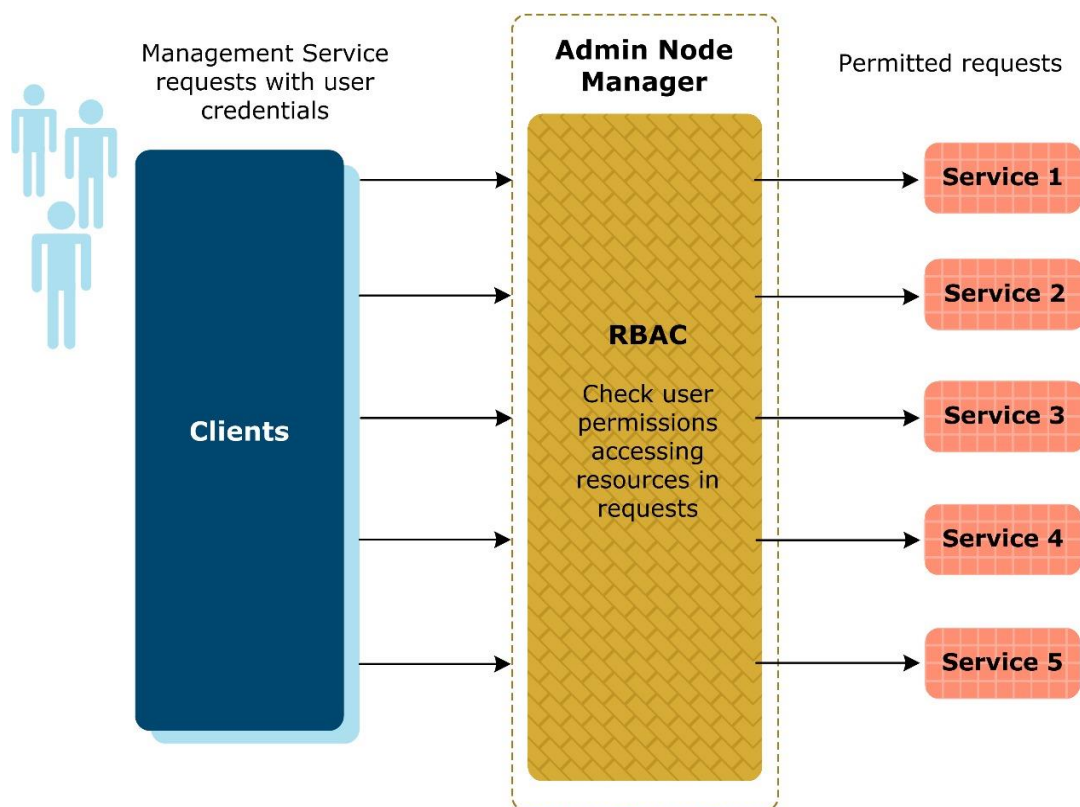 Management Service
requests with user
credentials
Clients
Admin Node
Manager
RBAC
Check user
permissions
accessing
resources in
requests
Permitted requests
Service 1
Service 2
Service 3
Service 4
Service 5